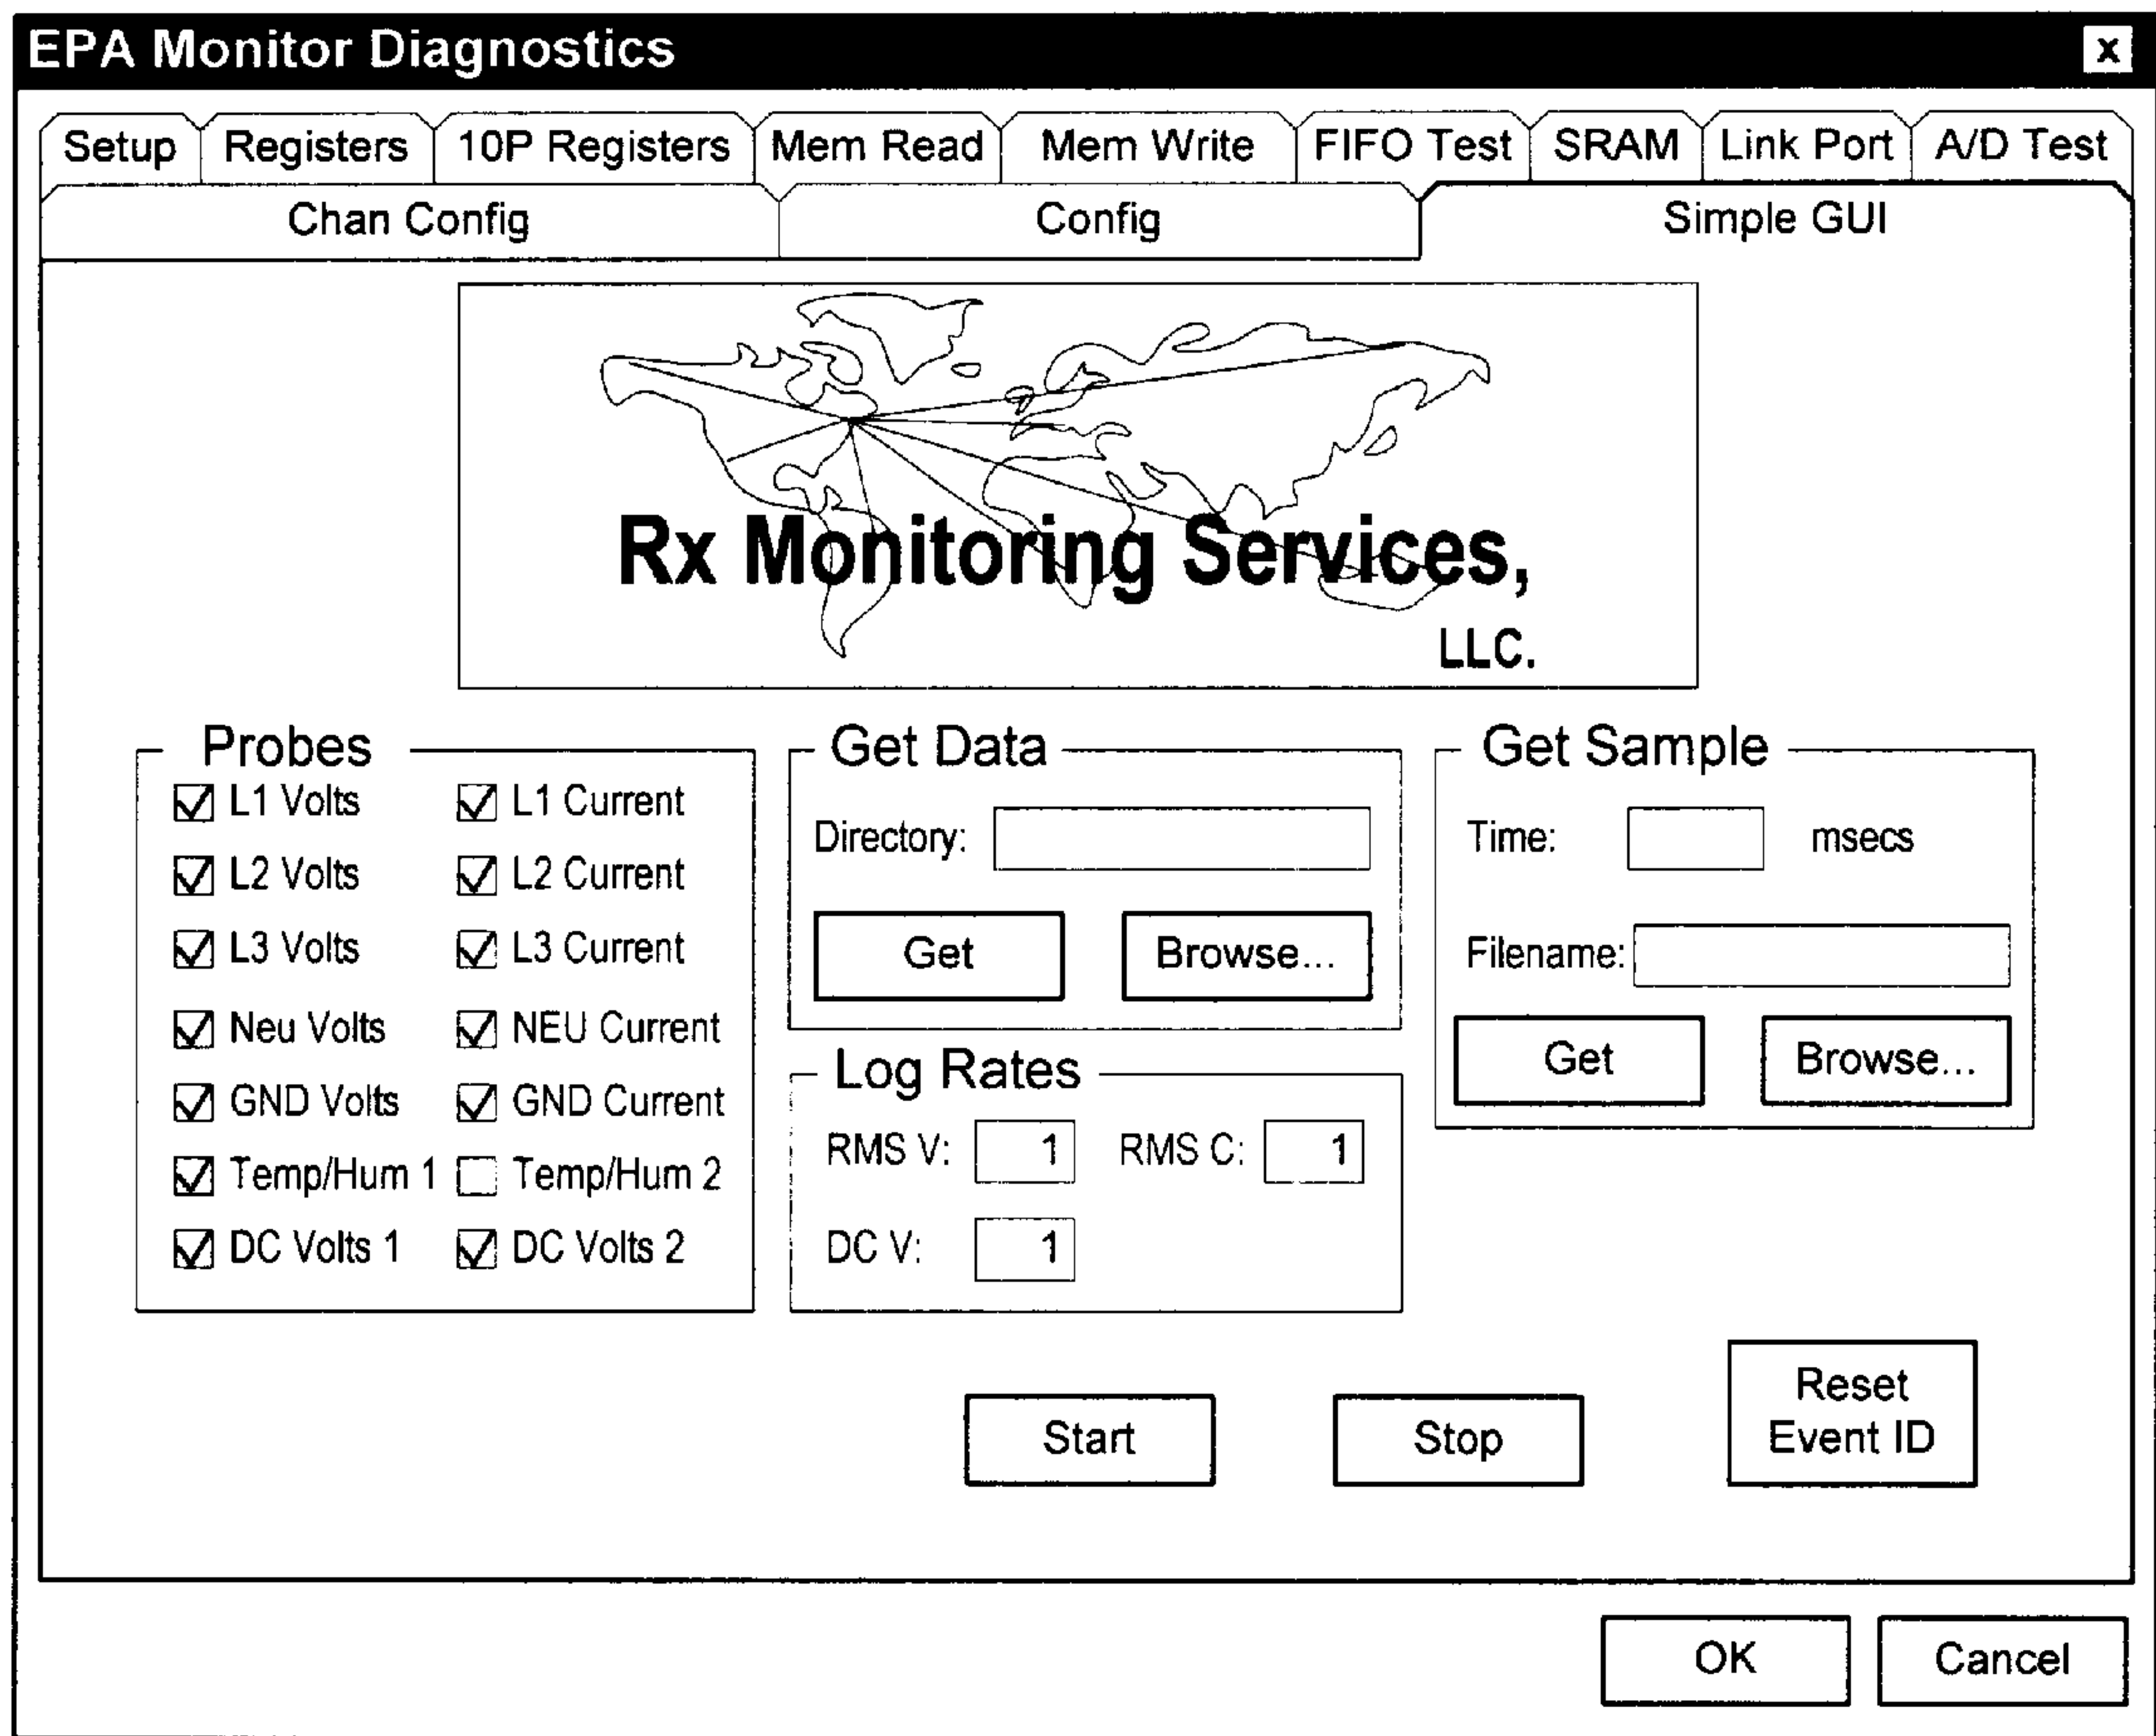 EPA Monitor Diagnostics x
Setup Registers 10P Registers Mem Read Mem Write FIFO Test SRAM Link Port A/D Test
Chan Config Config Simple GUI
Rx Monitoring Services,
LLC.
Probes
L1 Volts L1 Current
L2 Volts L2 Current
L3 Volts L3 Current
Neu Volts NEU Current
GND Volts GND Current
Temp/Hum 1 Temp/Hum 2
DC Volts 1 DC Volts 2
Get Data
Directory:
Get Browse...
Log Rates
RMS V: 1 RMS C: 1
DC V: 1
Get Sample
Time: msecs
Filename:
Get Browse...
Start Stop
Reset
Event ID
OK Cancel